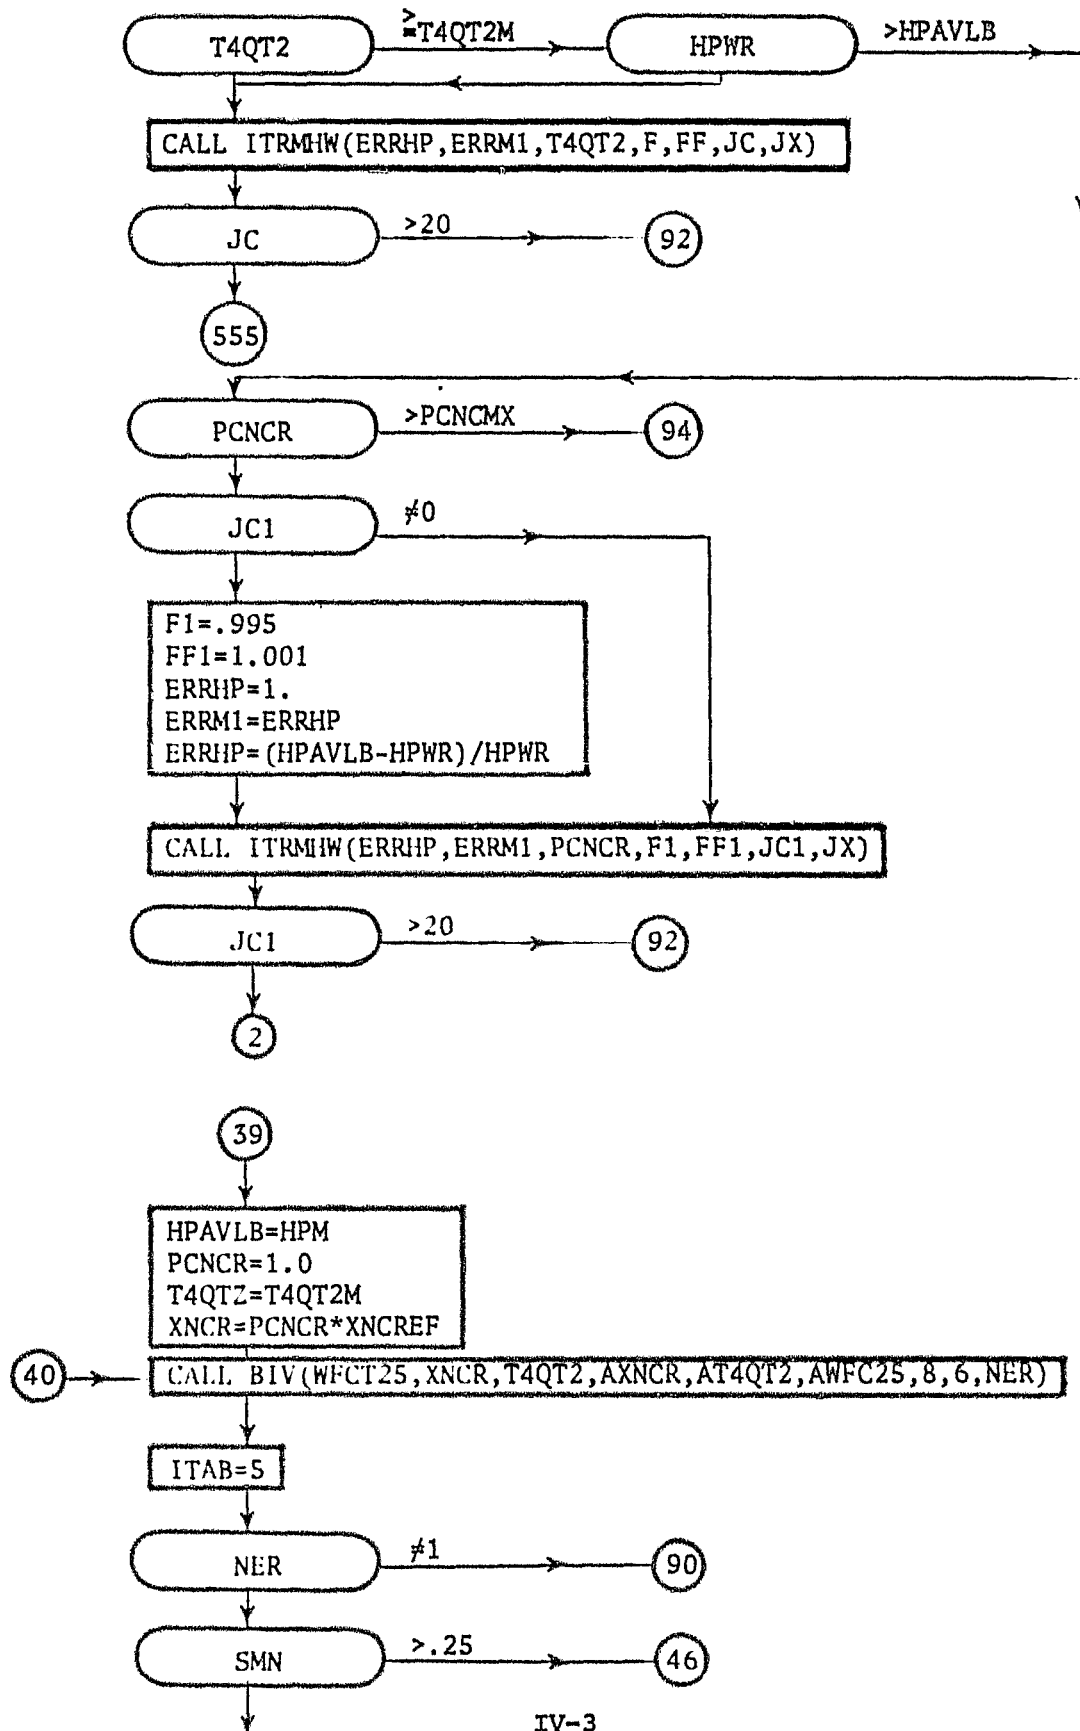 T4QT2 ≥T4QT2M HPWR >HPAVLB
CALL ITRMHW(ERRHP,ERRM1,T4QT2,F,FF,JC,JX)
JC >20 92
555
PCNCR >PCNCMX 94
JC1 ≠0
F1=.995
FF1=1.001
ERRHP=1.
ERRM1=ERRHP
ERRHP=(HPAVLB-HPWR)/HPWR
CALL ITRMHW(ERRHP,ERRM1,PCNCR,F1,FF1,JC1,JX)
JC1 >20 92
2
39
HPAVLB=HPM
PCNCR=1.0
T4QTZ=T4QT2M
XNCR=PCNCR*XNCREF
40 CALL BIV(WFCT25,XNCR,T4QT2,AXNCR,AT4QT2,AWFC25,8,6,NER)
ITAB=5
NER ≠1 90
SMN >.25 46
IV-3